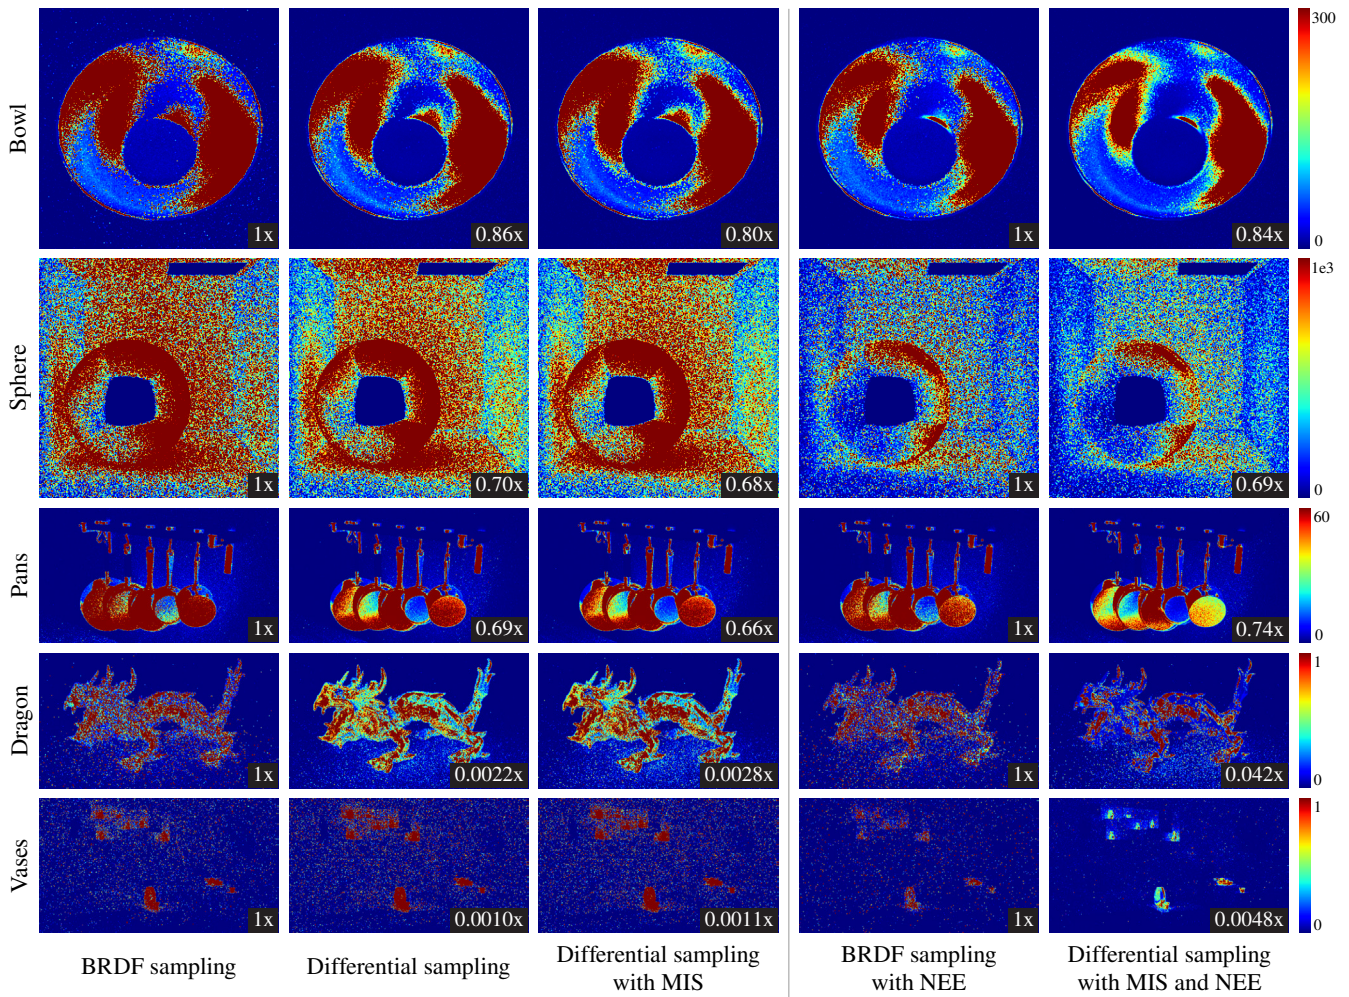 Bowl
1x
0.86x
0.80x
1x
0.84x
300
0
Sphere
1x
0.70x
0.68x
1x
0.69x
1e3
0
Pans
1x
0.69x
0.66x
1x
0.74x
60
0
Dragon
1x
0.0022x
0.0028x
1x
0.042x
1
0
Vases
1x
0.0010x
0.0011x
1x
0.0048x
1
0
BRDF sampling
Differential sampling
Differential sampling
with MIS
BRDF sampling
with NEE
Differential sampling
with MIS and NEE